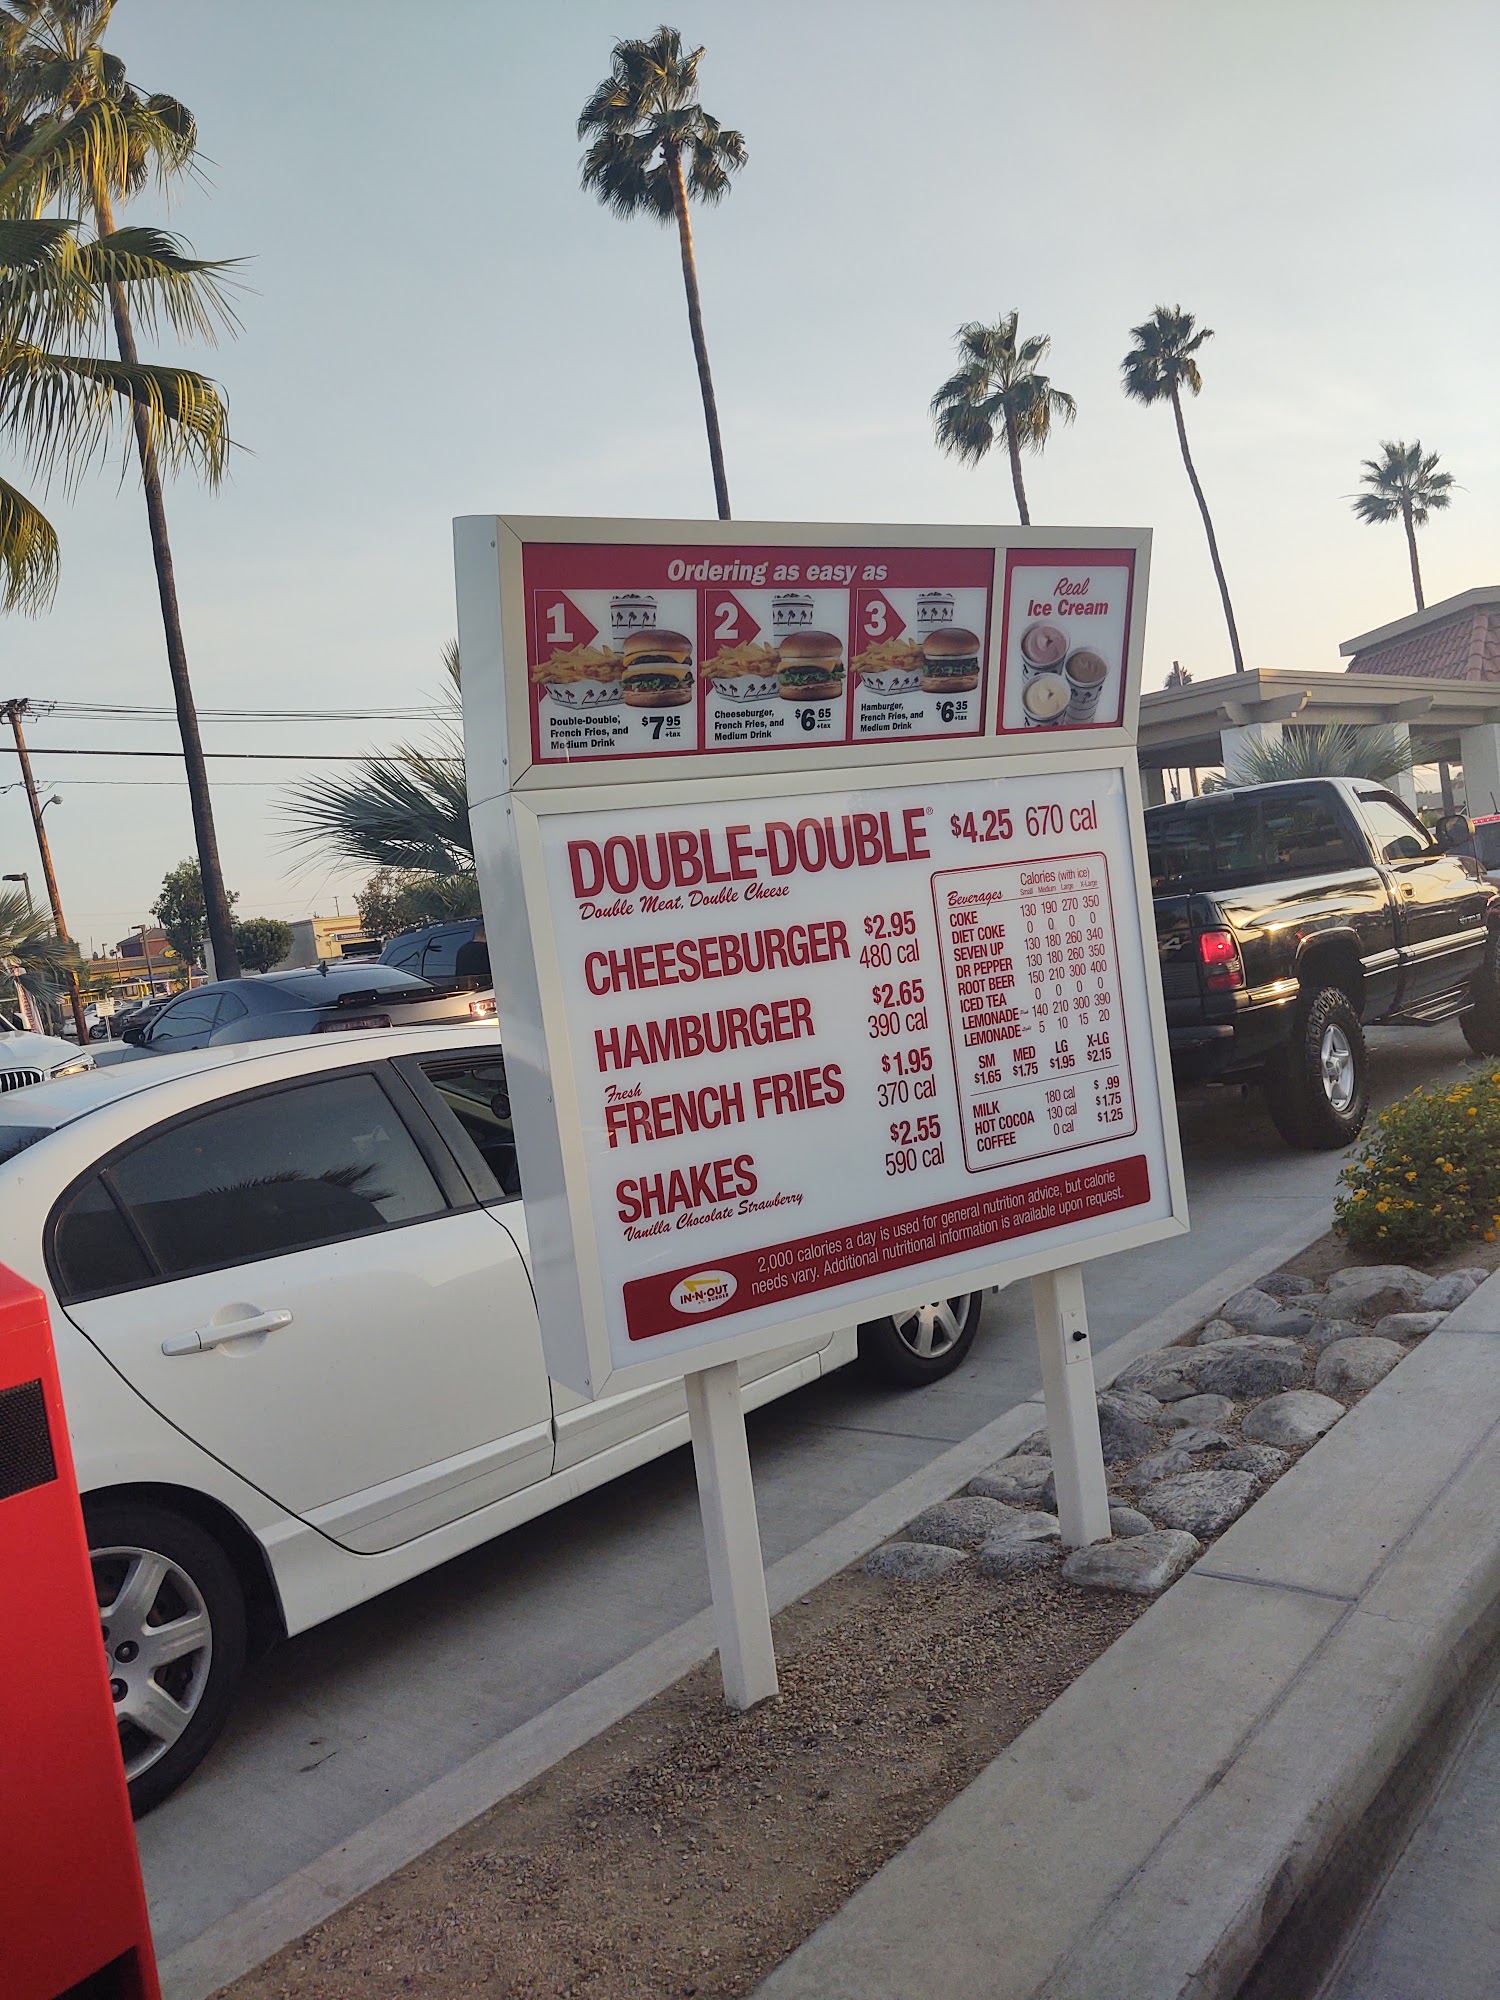 Ordering as easy as
1
Double-Double,
French Fries, and
Medium Drink
$7 95
+tax
2
Cheeseburger,
French Fries, and
Medium Drink
$6 65
+tax
3
Hamburger,
French Fries, and
Medium Drink
$6 35
+tax
Real
Ice Cream
DOUBLE-DOUBLE® $4.25 670 cal
Double Meat, Double Cheese
CHEESEBURGER $2.95
480 cal
HAMBURGER $2.65
390 cal
Fresh
FRENCH FRIES $1.95
370 cal
SHAKES $2.55
590 cal
Vanilla Chocolate Strawberry
Beverages Calories (with ice)
Small Medium Large X-Large
COKE 130 190 270 350
DIET COKE 0 0 0 0
SEVEN UP 130 180 260 340
DR PEPPER 130 180 260 350
ROOT BEER 150 210 300 400
ICED TEA 0 0 0 0
LEMONADE 140 210 300 390
LEMONADE 5 10 15 20
SM MED LG X-LG
$1.65 $1.75 $1.95 $2.15
MILK 180 cal $ .99
HOT COCOA 130 cal $1.75
COFFEE 0 cal $1.25
IN-N-OUT
BURGER
2,000 calories a day is used for general nutrition advice, but calorie
needs vary. Additional nutritional information is available upon request.